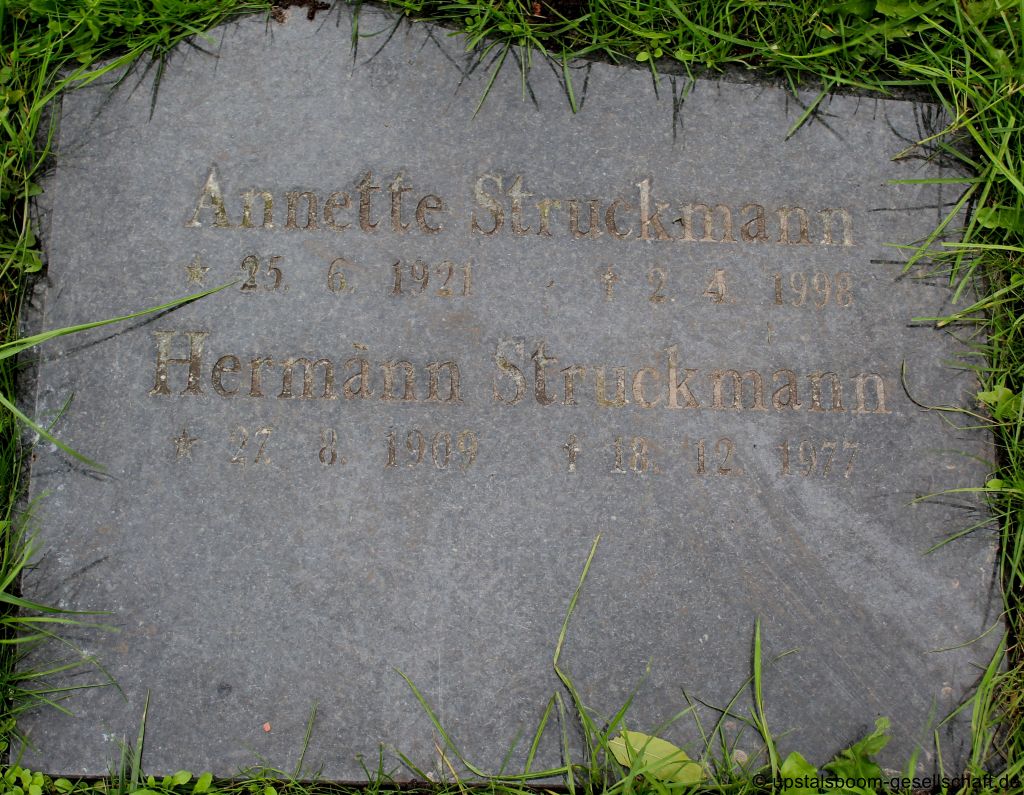 Annette Struckmann
* 25. 6. 1921 † 2. 4. 1998
Hermann Struckmann
* 27. 8. 1909 † 18. 12. 1977
© upstalsboom-gesellschaft.de